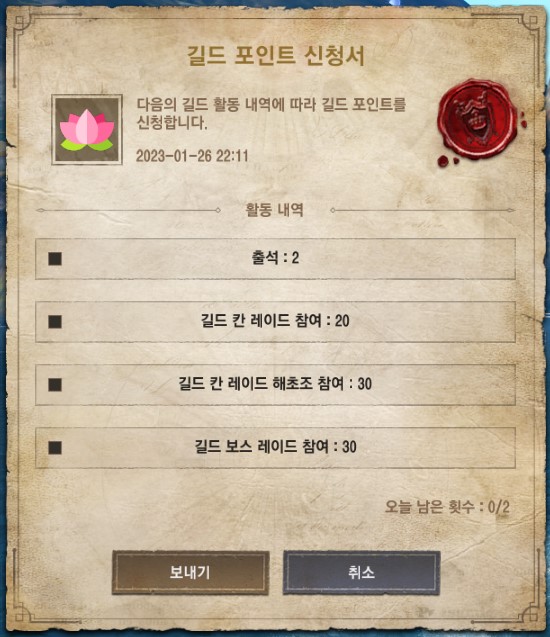 길드 포인트 신청서
다음의 길드 활동 내역에 따라 길드 포인트를
신청합니다.
2023-01-26 22:11
활동 내역
출석 : 2
길드 칸 레이드 참여 : 20
길드 칸 레이드 해초조 참여 : 30
길드 보스 레이드 참여 : 30
오늘 남은 횟수 : 0/2
보내기
취소